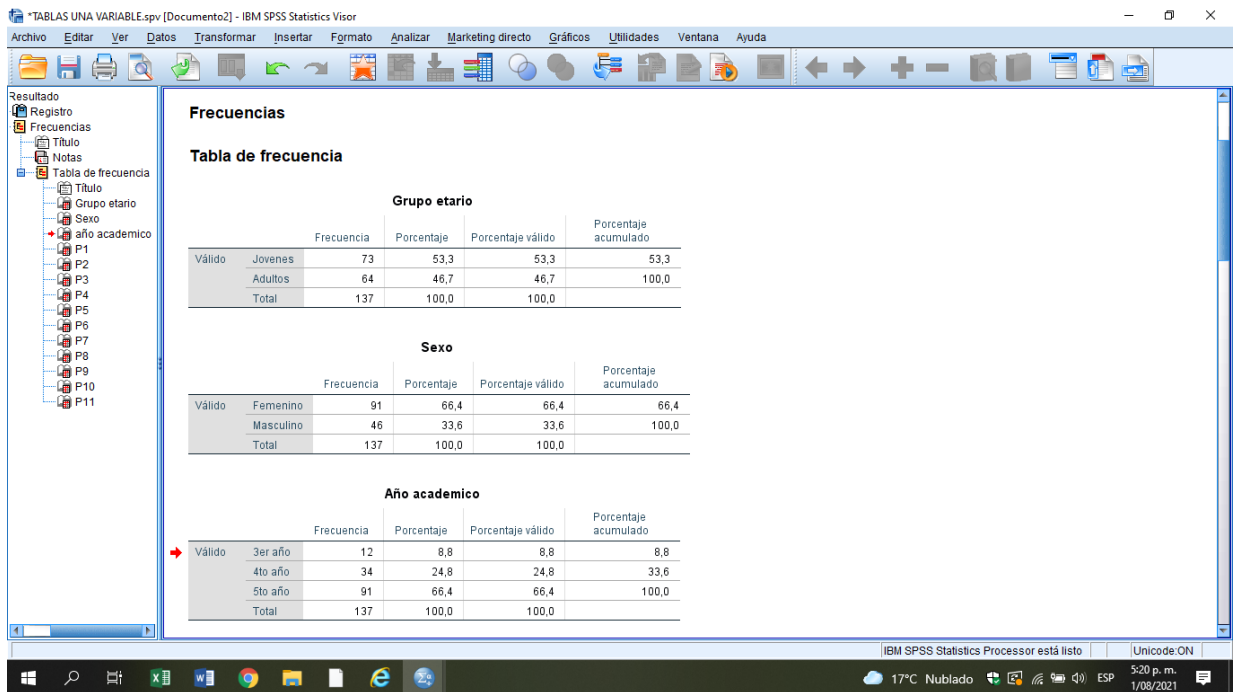 *TABLAS UNA VARIABLE.spv [Documento2] - IBM SPSS Statistics Visor
Archivo Editar Ver Datos Transformar Insertar Formato Analizar Marketing directo Gráficos Utilidades Ventana Ayuda
Resultado
Registro
Frecuencias
Título
Notas
Tabla de frecuencia
Título
Grupo etario
Sexo
año academico
P1
P2
P3
P4
P5
P6
P7
P8
P9
P10
P11
Frecuencias
Tabla de frecuencia
Grupo etario
Frecuencia Porcentaje Porcentaje válido Porcentaje acumulado
Válido Jovenes 73 53,3 53,3 53,3
Adultos 64 46,7 46,7 100,0
Total 137 100,0 100,0
Sexo
Frecuencia Porcentaje Porcentaje válido Porcentaje acumulado
Válido Femenino 91 66,4 66,4 66,4
Masculino 46 33,6 33,6 100,0
Total 137 100,0 100,0
Año academico
Frecuencia Porcentaje Porcentaje válido Porcentaje acumulado
Válido 3er año 12 8,8 8,8 8,8
4to año 34 24,8 24,8 33,6
5to año 91 66,4 66,4 100,0
Total 137 100,0 100,0
IBM SPSS Statistics Processor está listo Unicode:ON
17°C Nublado ESP 5:20 p. m.
1/08/2021